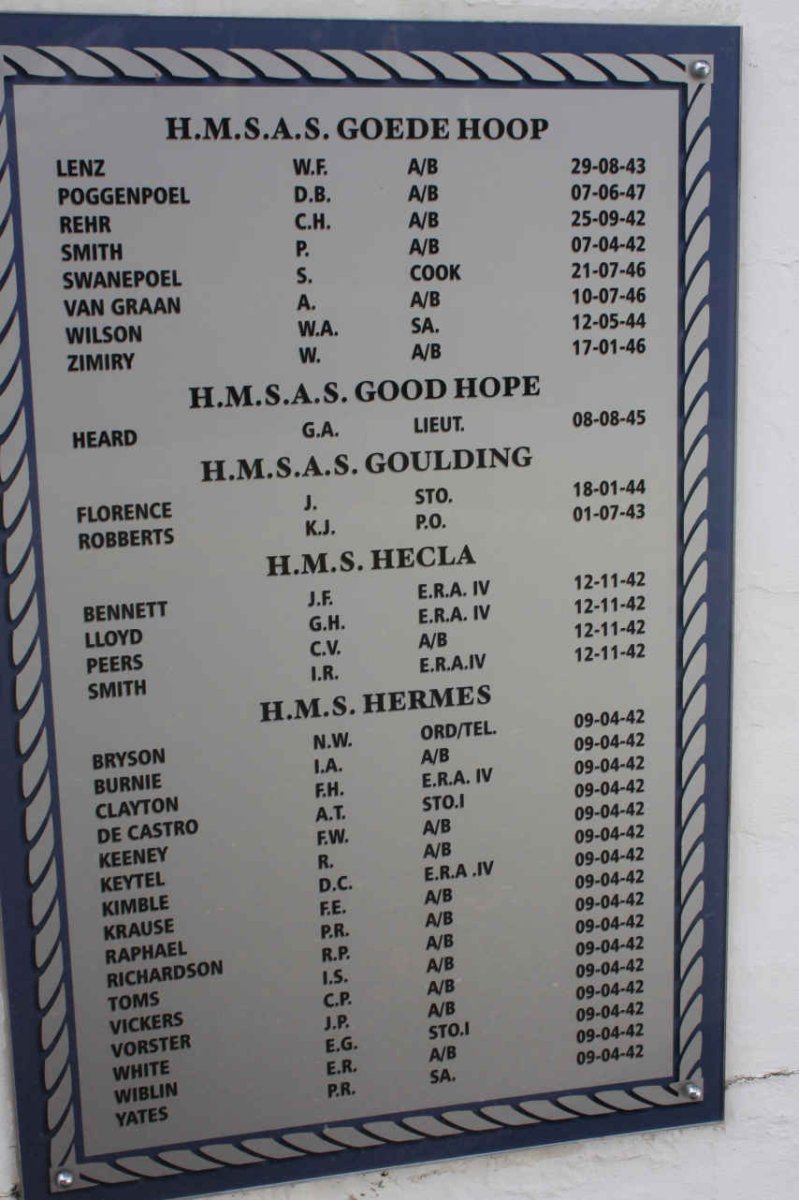 H.M.S.A.S. GOEDE HOOP
LENZ W.F. A/B 29-08-43
POGGENPOEL D.B. A/B 07-06-47
REHR C.H. A/B 25-09-42
SMITH P. A/B 07-04-42
SWANEPOEL S. COOK 21-07-46
VAN GRAAN A. A/B 10-07-46
WILSON W.A. SA. 12-05-44
ZIMIRY W. A/B 17-01-46
H.M.S.A.S. GOOD HOPE
HEARD G.A. LIEUT. 08-08-45
H.M.S.A.S. GOULDING
FLORENCE J. STO. 18-01-44
ROBBERTS K.J. P.O. 01-07-43
H.M.S. HECLA
BENNETT J.F. E.R.A. IV 12-11-42
LLOYD G.H. E.R.A. IV 12-11-42
PEERS C.V. A/B 12-11-42
SMITH I.R. E.R.A.IV 12-11-42
H.M.S. HERMES
BRYSON N.W. ORD/TEL. 09-04-42
BURNIE I.A. A/B 09-04-42
CLAYTON F.H. E.R.A. IV 09-04-42
DE CASTRO A.T. STO.I 09-04-42
KEENEY F.W. A/B 09-04-42
KEYTEL R. A/B 09-04-42
KIMBLE D.C. E.R.A .IV 09-04-42
KRAUSE F.E. A/B 09-04-42
RAPHAEL P.R. A/B 09-04-42
RICHARDSON R.P. A/B 09-04-42
TOMS I.S. A/B 09-04-42
VICKERS C.P. A/B 09-04-42
VORSTER J.P. A/B 09-04-42
WHITE E.G. STO.I 09-04-42
WIBLIN E.R. A/B 09-04-42
YATES P.R. SA. 09-04-42